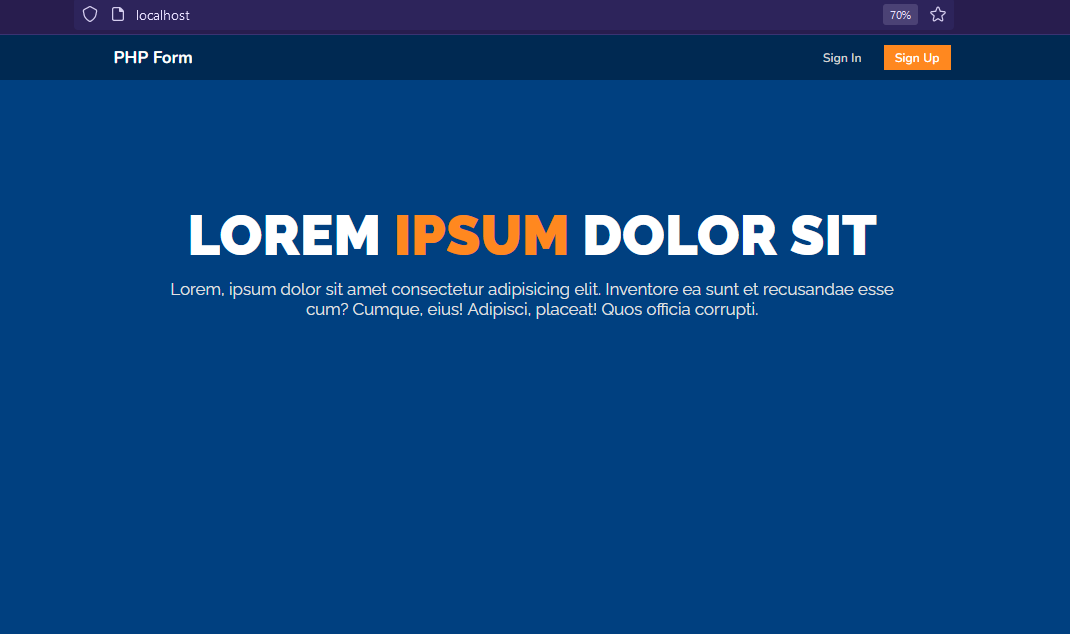 localhost
70%
PHP Form
Sign In
Sign Up
LOREM IPSUM DOLOR SIT
Lorem, ipsum dolor sit amet consectetur adipisicing elit. Inventore ea sunt et recusandae esse
cum? Cumque, eius! Adipisci, placeat! Quos officia corrupti.